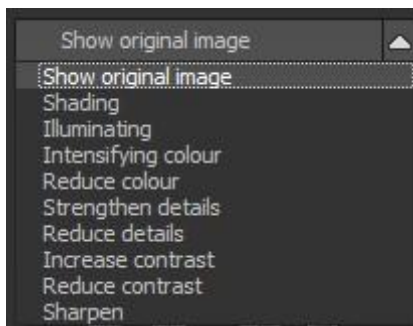 Show original image
Show original image
Shading
Illuminating
Intensifying colour
Reduce colour
Strengthen details
Reduce details
Increase contrast
Reduce contrast
Sharpen